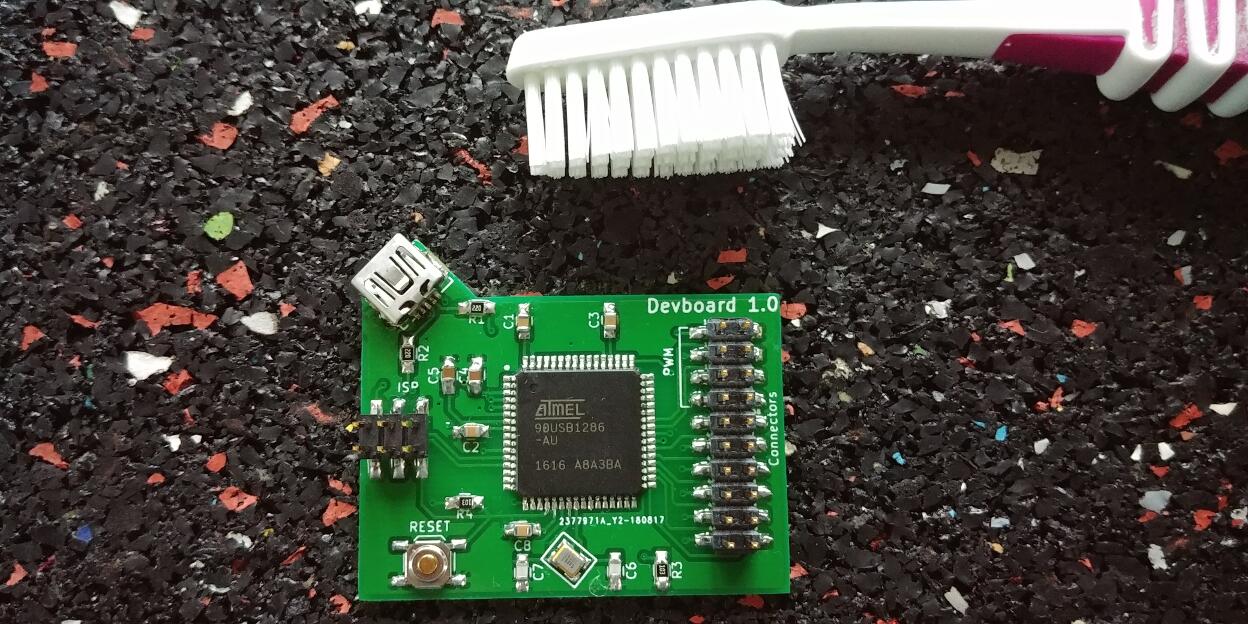 Devboard 1.0
R1
C1
C3
R2
PWM
C5
C4
ISP
Connectors
ATMEL
90USB1286
-AU
1616 A8A3BA
C2
R4
2377971A_Y2-180817
RESET
C8
C7
C6
R3